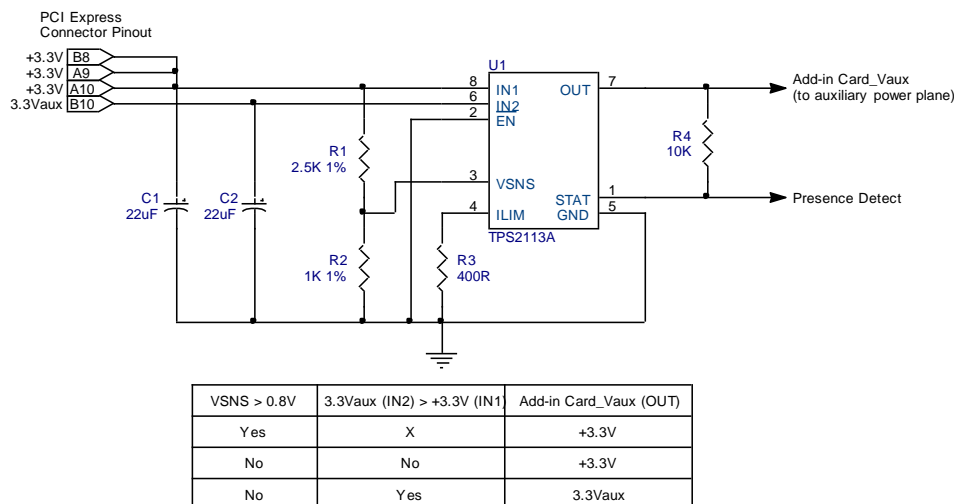 PCI Express
Connector Pinout
+3.3V B8
+3.3V A9
+3.3V A10
3.3Vaux B10
U1
8 IN1
6 IN2
2 EN
3 VSNS
4 ILIM
OUT 7
STAT 1
GND 5
TPS2113A
R1
2.5K 1%
R2
1K 1%
R3
400R
R4
10K
C1
22uF
C2
22uF
Add-in Card_Vaux
(to auxiliary power plane)
Presence Detect
VSNS > 0.8V 3.3Vaux (IN2) > +3.3V (IN1) Add-in Card_Vaux (OUT)
Yes X +3.3V
No No +3.3V
No Yes 3.3Vaux